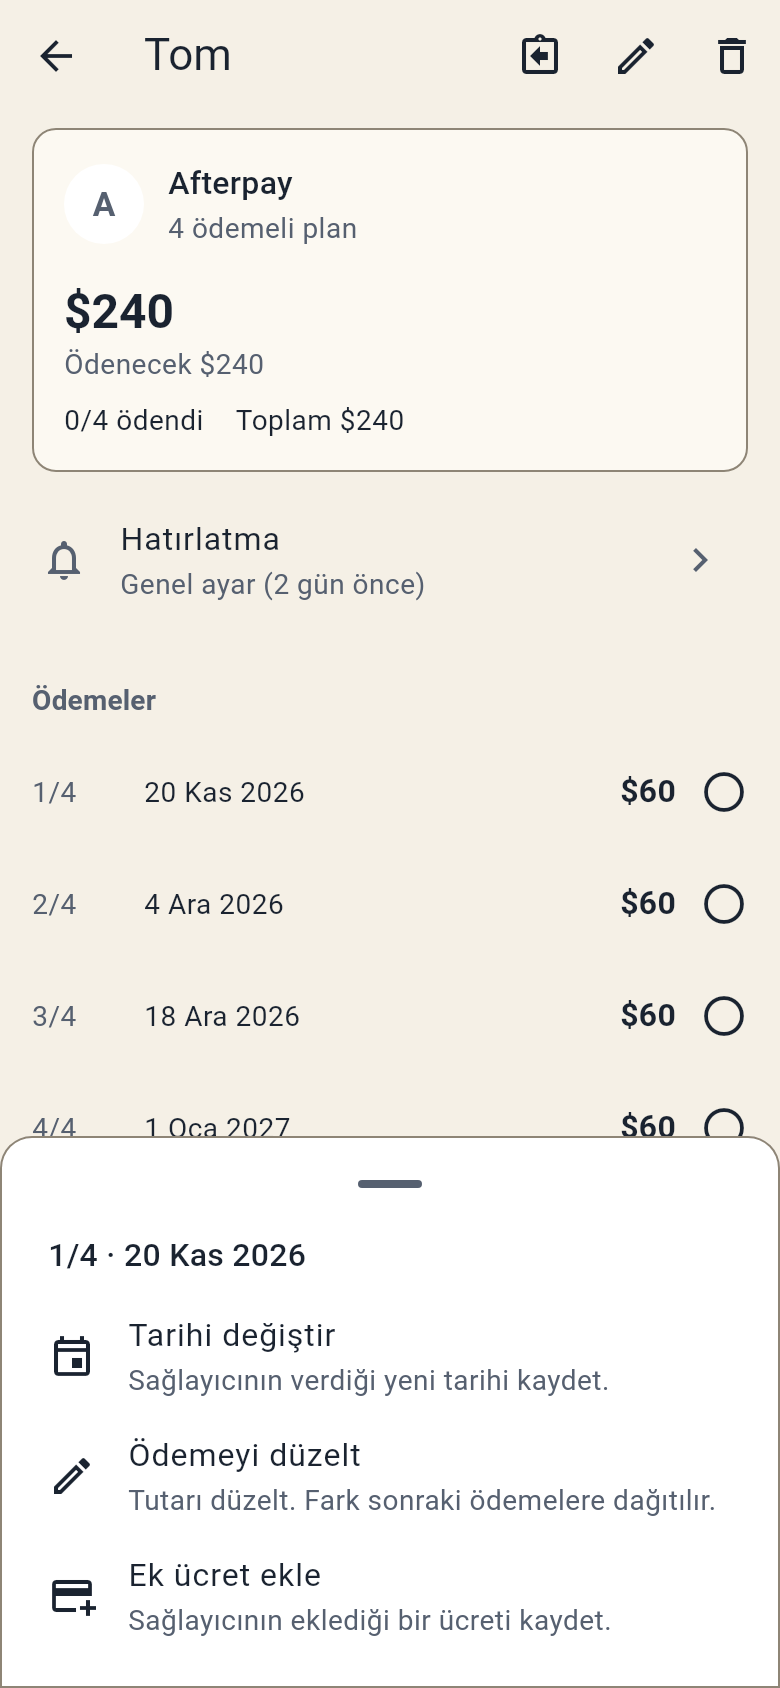 Tom
A
Afterpay
4 ödemeli plan
$240
Ödenecek $240
0/4 ödendi Toplam $240
Hatırlatma
Genel ayar (2 gün önce)
Ödemeler
1/4 20 Kas 2026 $60
2/4 4 Ara 2026 $60
3/4 18 Ara 2026 $60
4/4 1 Oca 2027 $60
1/4 · 20 Kas 2026
Tarihi değiştir
Sağlayıcının verdiği yeni tarihi kaydet.
Ödemeyi düzelt
Tutarı düzelt. Fark sonraki ödemelere dağıtılır.
Ek ücret ekle
Sağlayıcının eklediği bir ücreti kaydet.